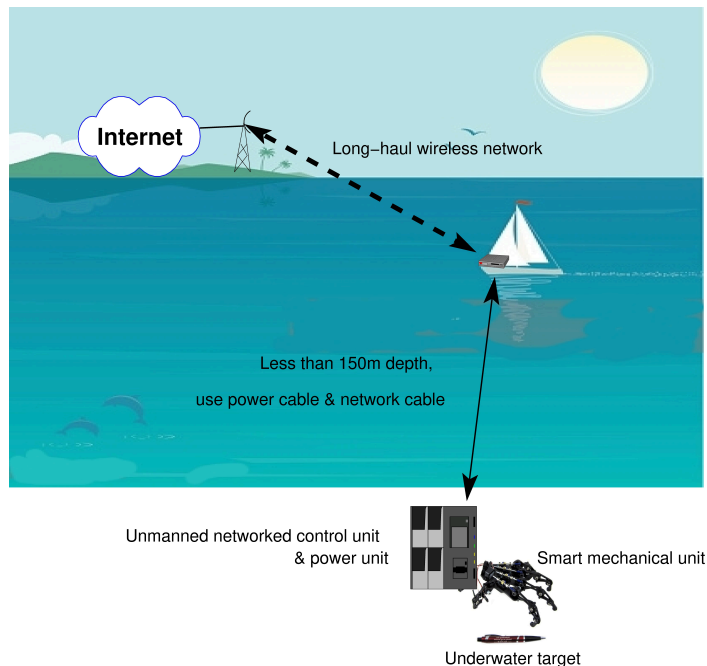 Internet
Long−haul wireless network
Less than 150m depth,
use power cable & network cable
Unmanned networked control unit
& power unit
Smart mechanical unit
Underwater target